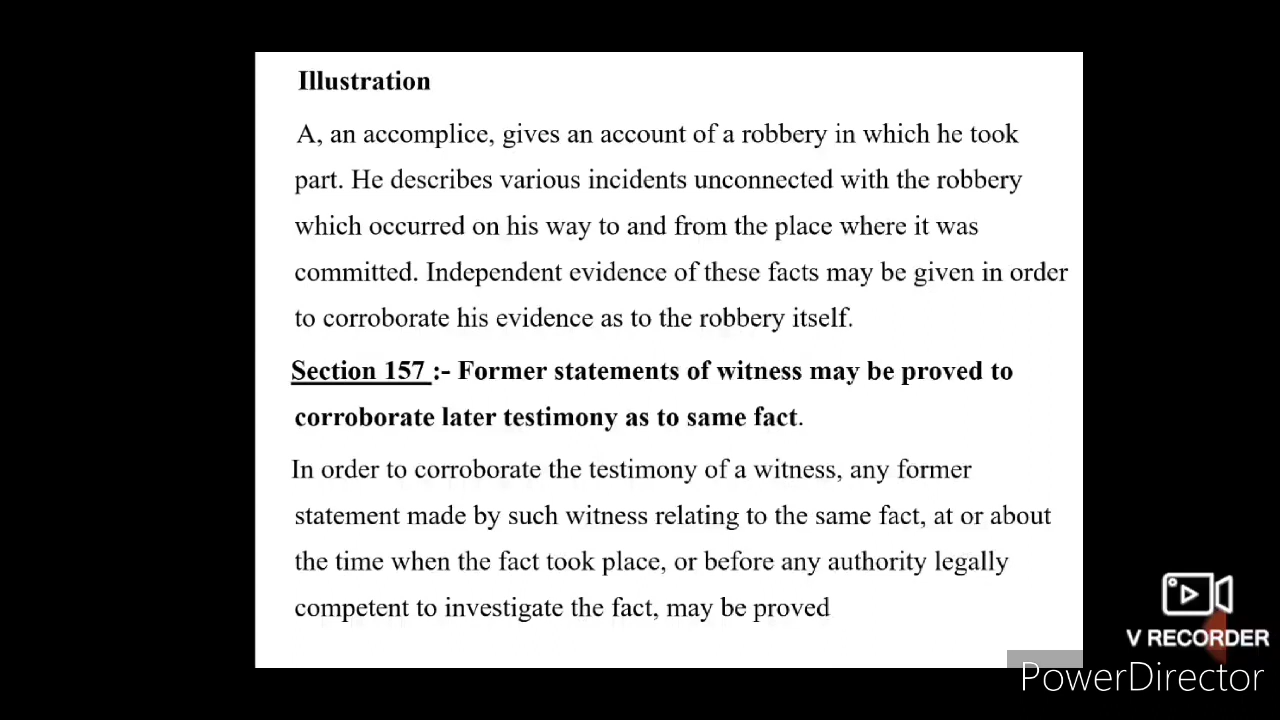 Illustration
A, an accomplice, gives an account of a robbery in which he took
part. He describes various incidents unconnected with the robbery
which occurred on his way to and from the place where it was
committed. Independent evidence of these facts may be given in order
to corroborate his evidence as to the robbery itself.
Section 157 :- Former statements of witness may be proved to
corroborate later testimony as to same fact.
In order to corroborate the testimony of a witness, any former
statement made by such witness relating to the same fact, at or about
the time when the fact took place, or before any authority legally
competent to investigate the fact, may be proved
V RECORDER
PowerDirector